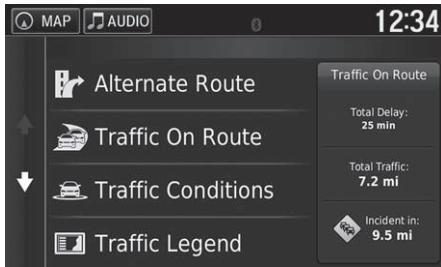 MAP
AUDIO
12:34
Alternate Route
Traffic On Route
Traffic Conditions
Traffic Legend
Traffic On Route
Total Delay:
25 min
Total Traffic:
7.2 mi
Incident in:
9.5 mi